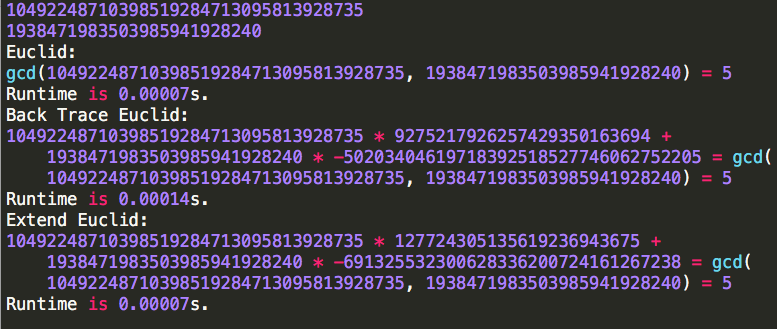 10492248710398519284713095813928735
1938471983503985941928240
Euclid:
gcd(10492248710398519284713095813928735, 1938471983503985941928240) = 5
Runtime is 0.00007s.
Back Trace Euclid:
10492248710398519284713095813928735 * 927521792625742935016369​4 +
1938471983503985941928240 * -50203404619718392518527746062752205 = gcd(
10492248710398519284713095813928735, 1938471983503985941928240) = 5
Runtime is 0.00014s.
Extend Euclid:
10492248710398519284713095813928735 * 127724305135619236943675 +
1938471983503985941928240 * -691325532300628336200724161267238 = gcd(
10492248710398519284713095813928735, 1938471983503985941928240) = 5
Runtime is 0.00007s.